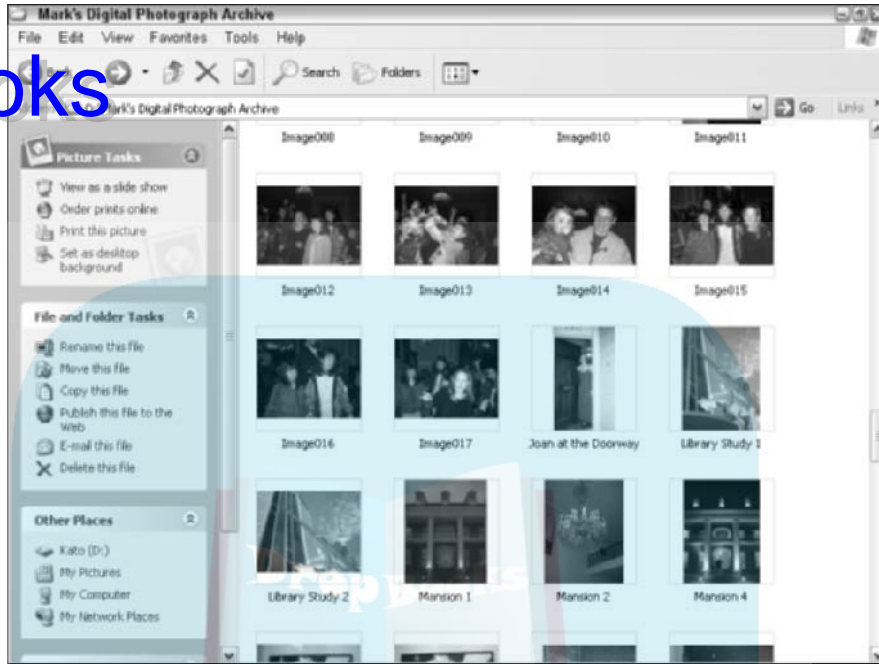 Mark's Digital Photograph Archive
File Edit View Favorites Tools Help
oks
Search Folders
Mark's Digital Photograph Archive
Go Links
Image008 Image009 Image010 Image011
Picture Tasks
View as a slide show
Order prints online
Print this picture
Set as desktop
background
Image012 Image013 Image014 Image015
File and Folder Tasks
Rename this file
Move this file
Copy this file
Publish this file to the
Web
E-mail this file
Delete this file
Image016 Image017 Joan at the Doorway Library Study 1
Other Places
Kato (D:)
My Pictures
My Computer
My Network Places
DropBooks
Library Study 2 Mansion 1 Mansion 2 Mansion 4